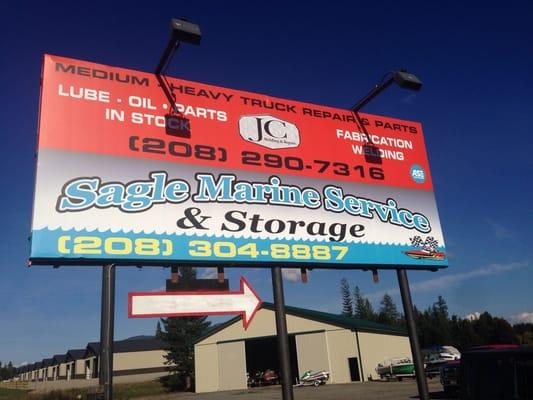 MEDIUM - HEAVY TRUCK REPAIR & PARTS
LUBE - OIL - PARTS
IN STOCK
JC
FABRICATION
WELDING
(208) 290-7316
ASE
Sagle Marine Service
& Storage
(208) 304-8887